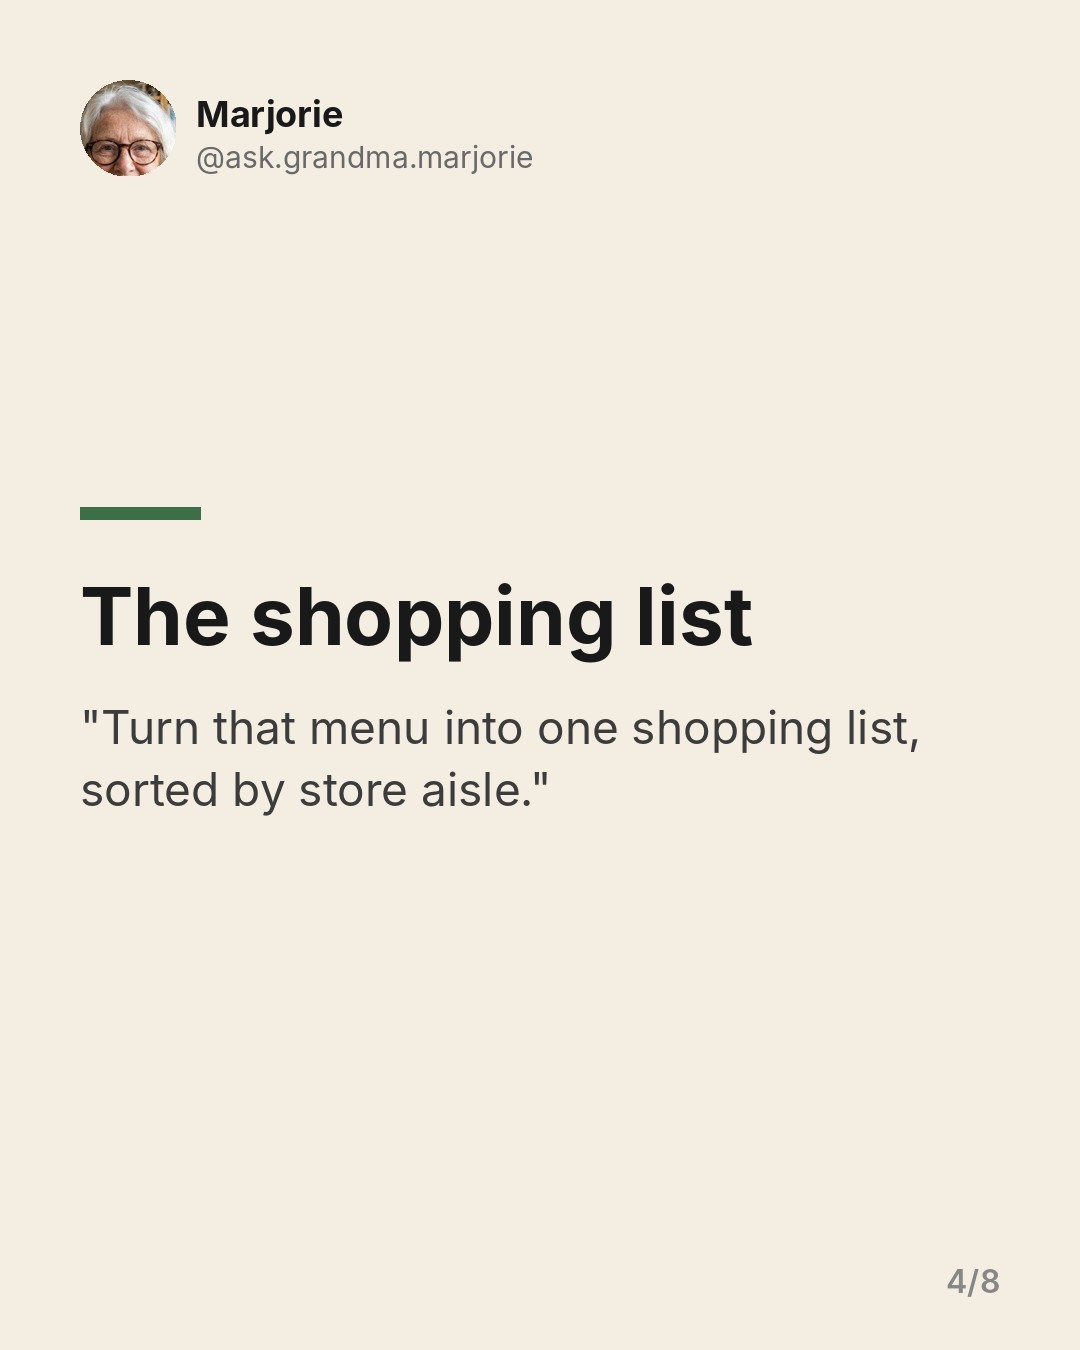 Marjorie
@ask.grandma.marjorie
The shopping list
"Turn that menu into one shopping list,
sorted by store aisle."
4/8